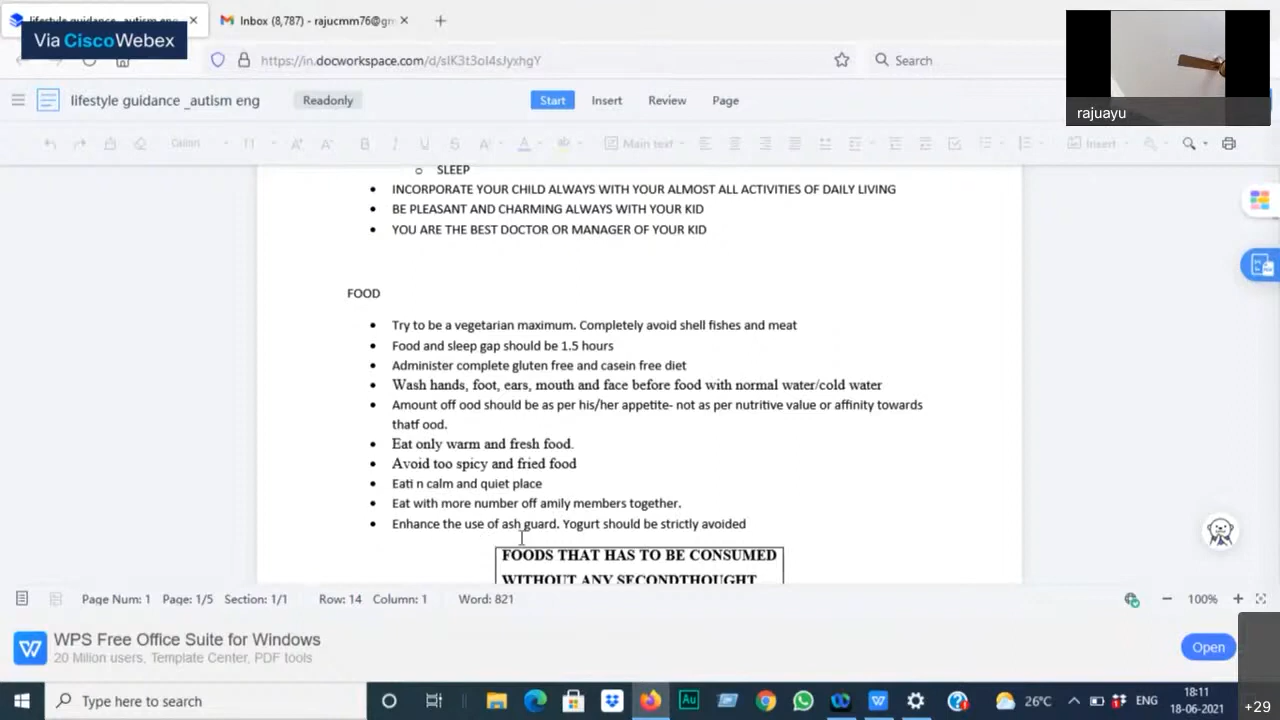 lifestyle guidance _autism eng
Inbox (8,787) - rajucmm76@gm
Via CiscoWebex
https://in.docworkspace.com/d/sIK3t3oI4sJyxhgY
Search
rajuayu
lifestyle guidance _autism eng
Readonly
Start
Insert
Review
Page
Calibri
11
Main text
Insert
SLEEP
INCORPORATE YOUR CHILD ALWAYS WITH YOUR ALMOST ALL ACTIVITIES OF DAILY LIVING
BE PLEASANT AND CHARMING ALWAYS WITH YOUR KID
YOU ARE THE BEST DOCTOR OR MANAGER OF YOUR KID
FOOD
Try to be a vegetarian maximum. Completely avoid shell fishes and meat
Food and sleep gap should be 1.5 hours
Administer complete gluten free and casein free diet
Wash hands, foot, ears, mouth and face before food with normal water/cold water
Amount off ood should be as per his/her appetite- not as per nutritive value or affinity towards
thatf ood.
Eat only warm and fresh food.
Avoid too spicy and fried food
Eati n calm and quiet place
Eat with more number off amily members together.
Enhance the use of ash guard. Yogurt should be strictly avoided
FOODS THAT HAS TO BE CONSUMED
WITHOUT ANY SECONDTHOUGHT
Page Num: 1 Page: 1/5 Section: 1/1 Row: 14 Column: 1 Word: 821
100%
WPS Free Office Suite for Windows
20 Milion users, Template Center, PDF tools
Open
Type here to search
26°C
ENG
18:11
18-06-2021
+29